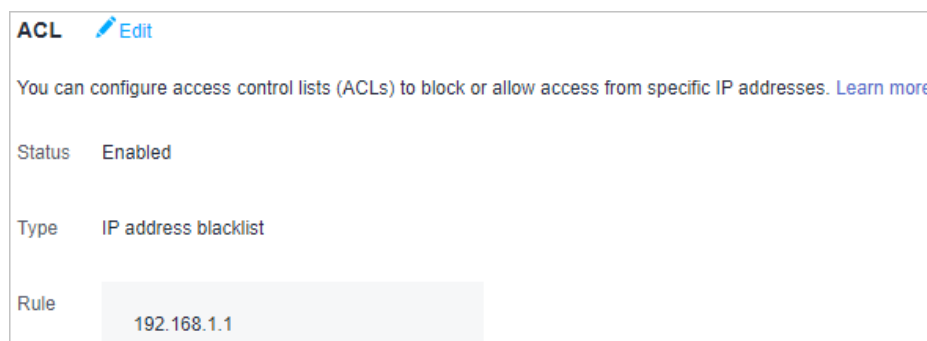 ACL Edit
You can configure access control lists (ACLs) to block or allow access from specific IP addresses. Learn more
Status Enabled
Type IP address blacklist
Rule
192.168.1.1